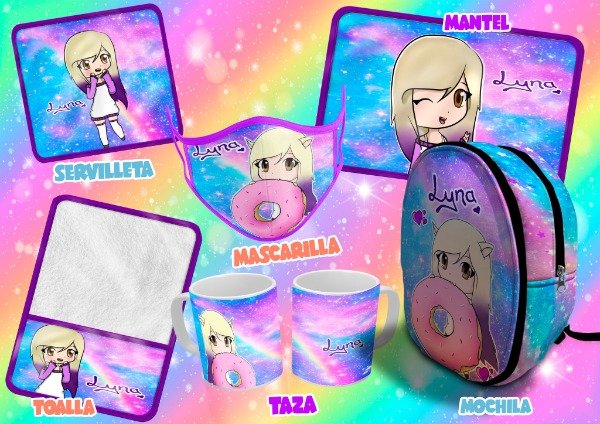 MANTEL
Luna
Luna
SERVILLETA
Luna
Luna
MASCARILLA
Luna
Luna
TOALLA
TAZA
MOCHILA